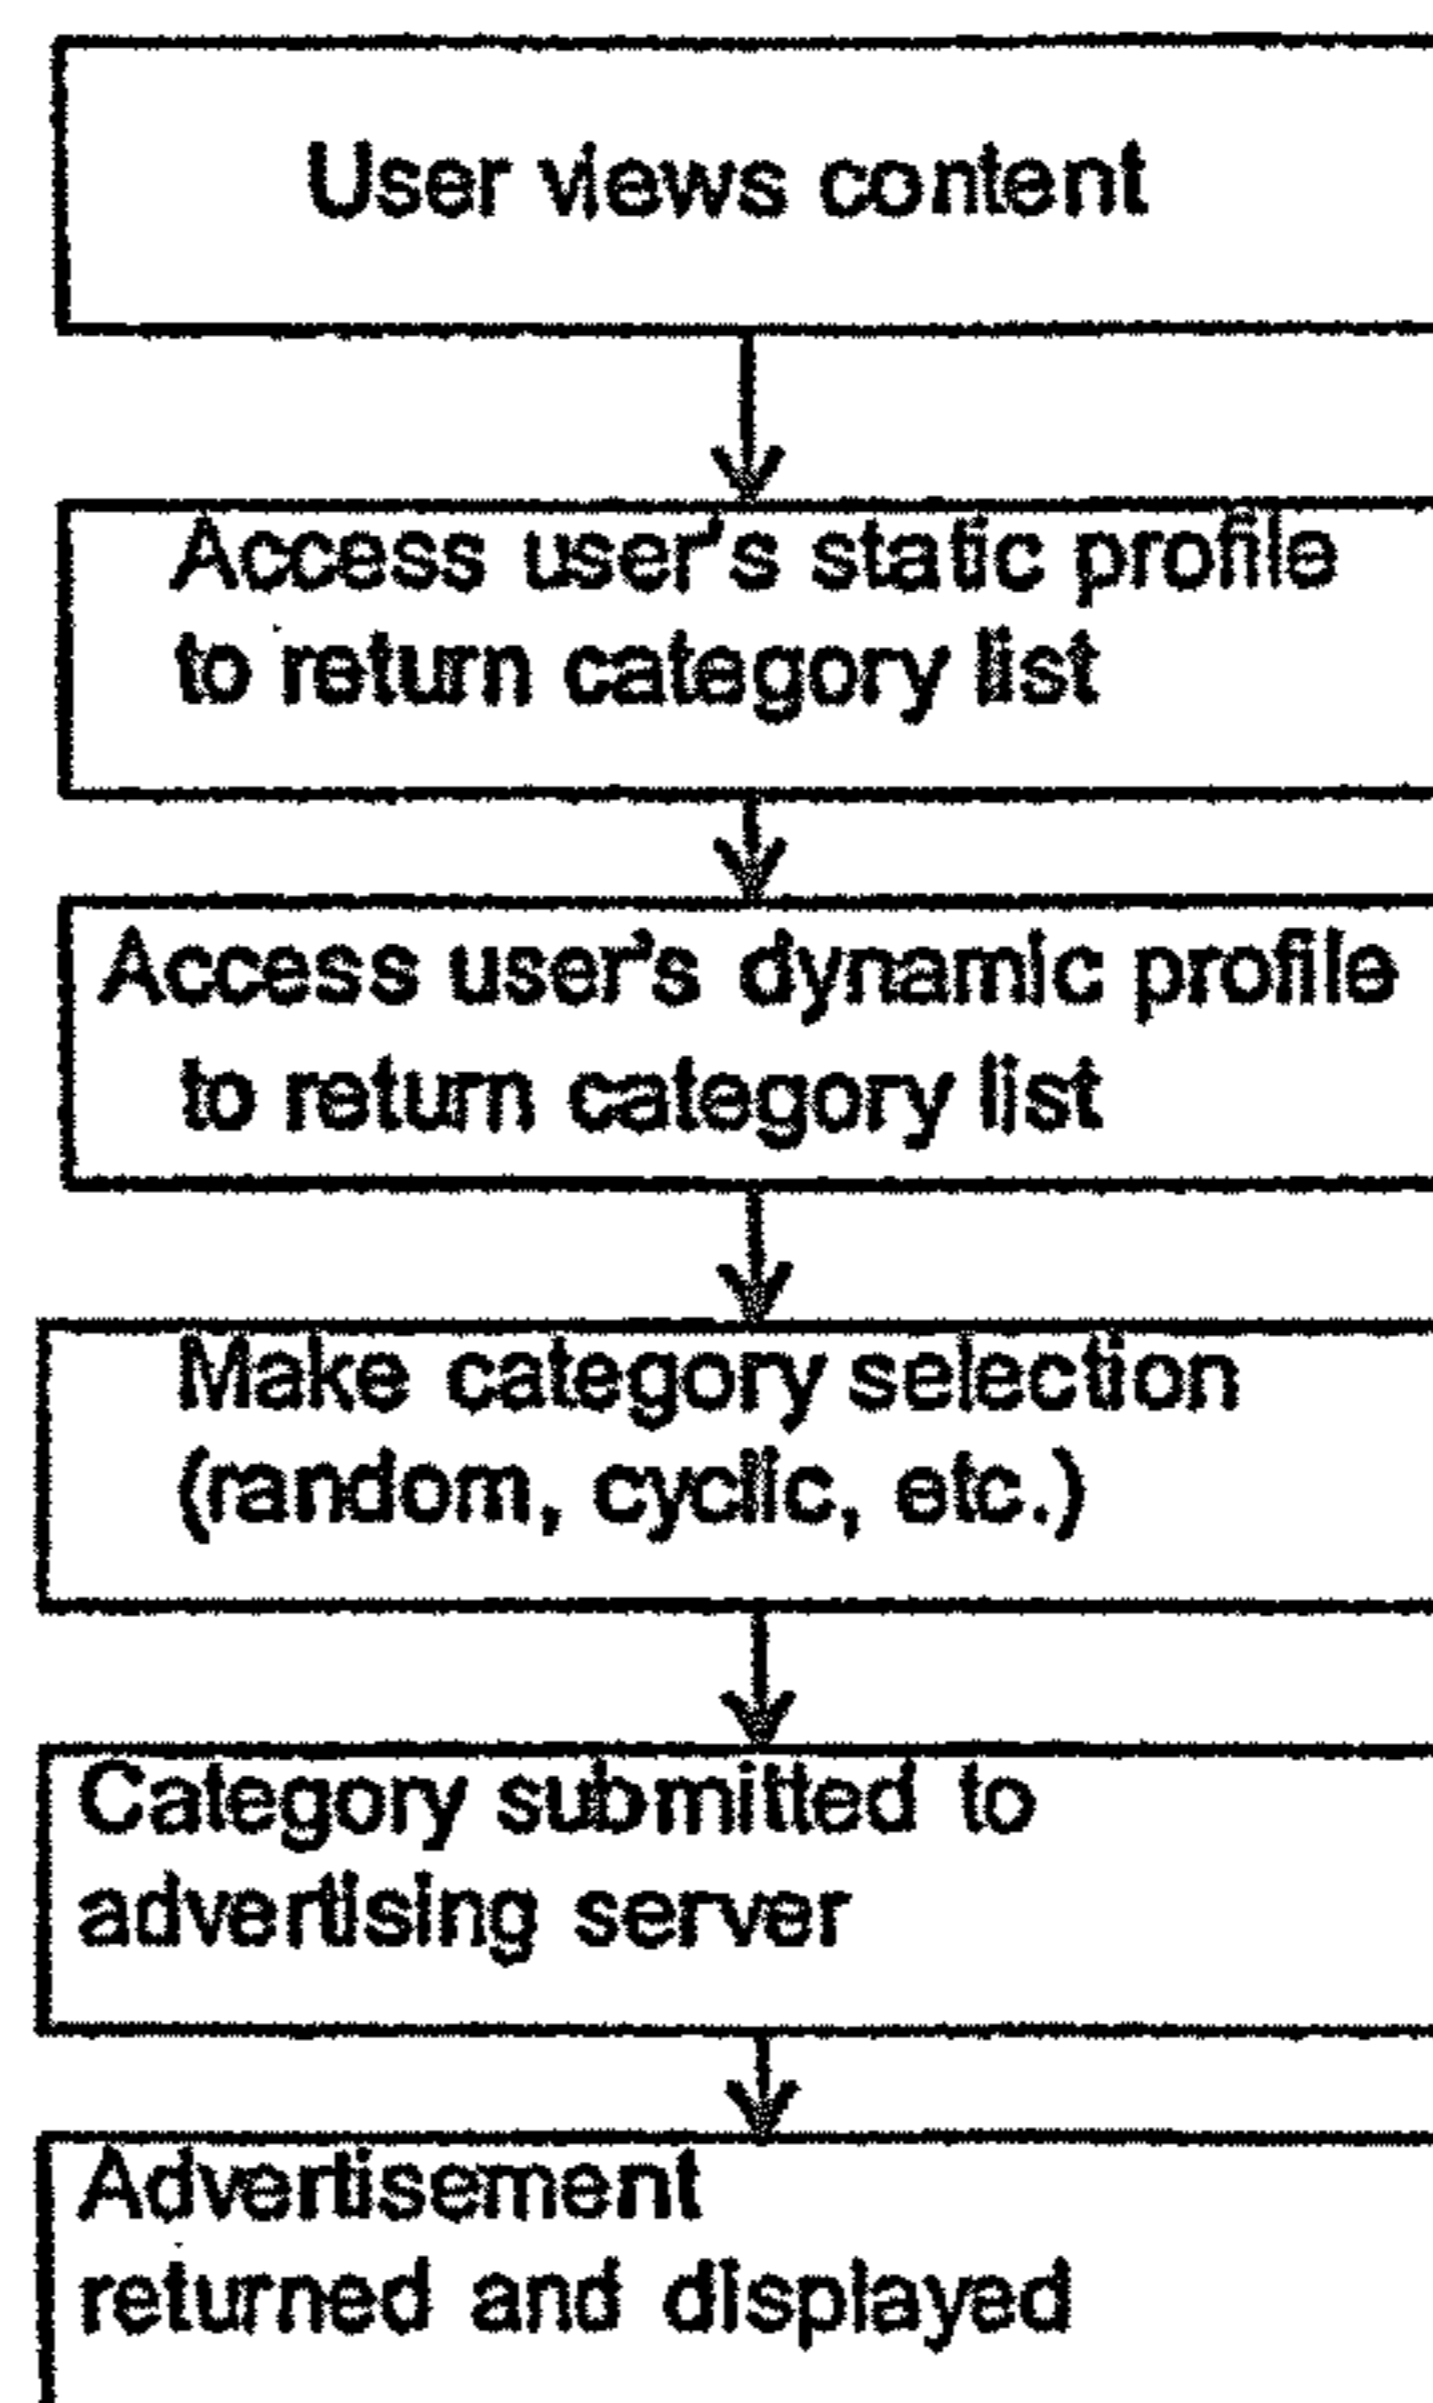 User views content
Access user's static profile
to return category list
Access user's dynamic profile
to return category list
Make category selection
(random, cyclic, etc.)
Category submitted to
advertising server
Advertisement
returned and displayed